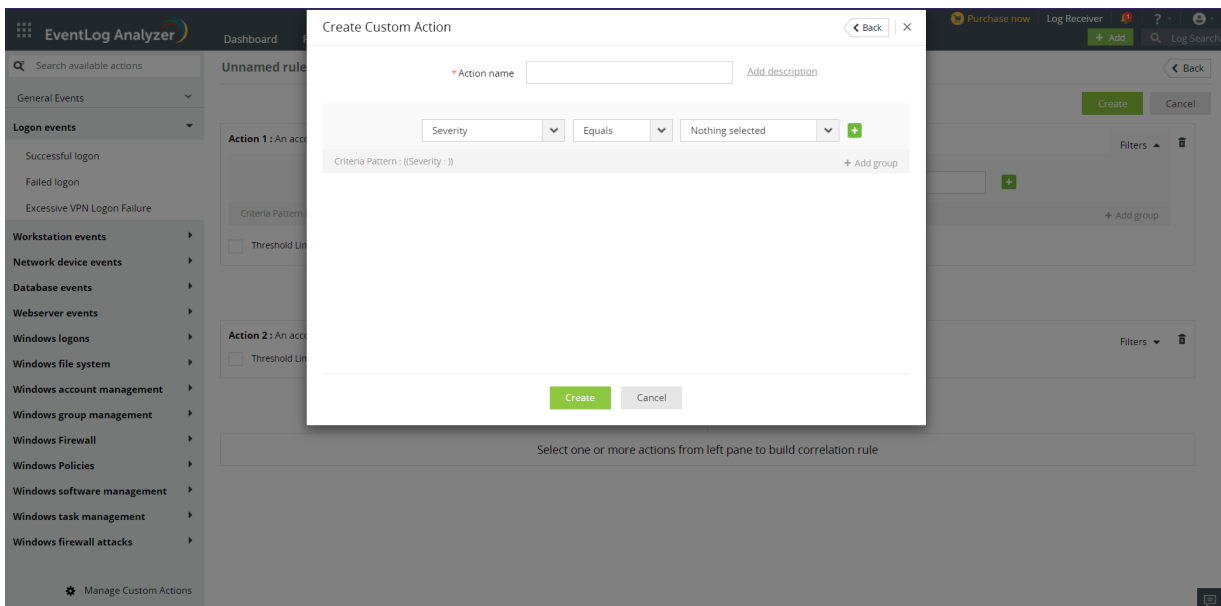 EventLog Analyzer
Dashboard
Purchase now
Log Receiver
?
+ Add
Log Search
Search available actions
General Events
Logon events
Successful logon
Failed logon
Excessive VPN Logon Failure
Workstation events
Network device events
Database events
Webserver events
Windows logons
Windows file system
Windows account management
Windows group management
Windows Firewall
Windows Policies
Windows software management
Windows task management
Windows firewall attacks
Manage Custom Actions
Unnamed rule
Back
Create
Cancel
Action 1 : An acc
Filters
Criteria Pattern
+ Add group
Threshold Lim
Action 2 : An acc
Filters
Threshold Lim
Select one or more actions from left pane to build correlation rule
Create Custom Action
Back
* Action name
Add description
Severity
Equals
Nothing selected
Criteria Pattern : ((Severity : ))
+ Add group
Create
Cancel